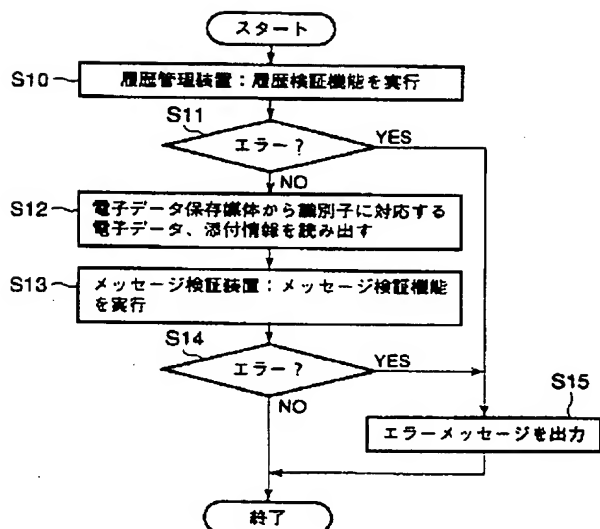 スタート
S10
履歴管理装置：履歴検証機能を実行
S11
エラー？
YES
NO
S12
電子データ保存媒体から識別子に対応する
電子データ、添付情報を読み出す
S13
メッセージ検証装置：メッセージ検証機能
を実行
S14
エラー？
YES
NO
S15
エラーメッセージを出力
終了